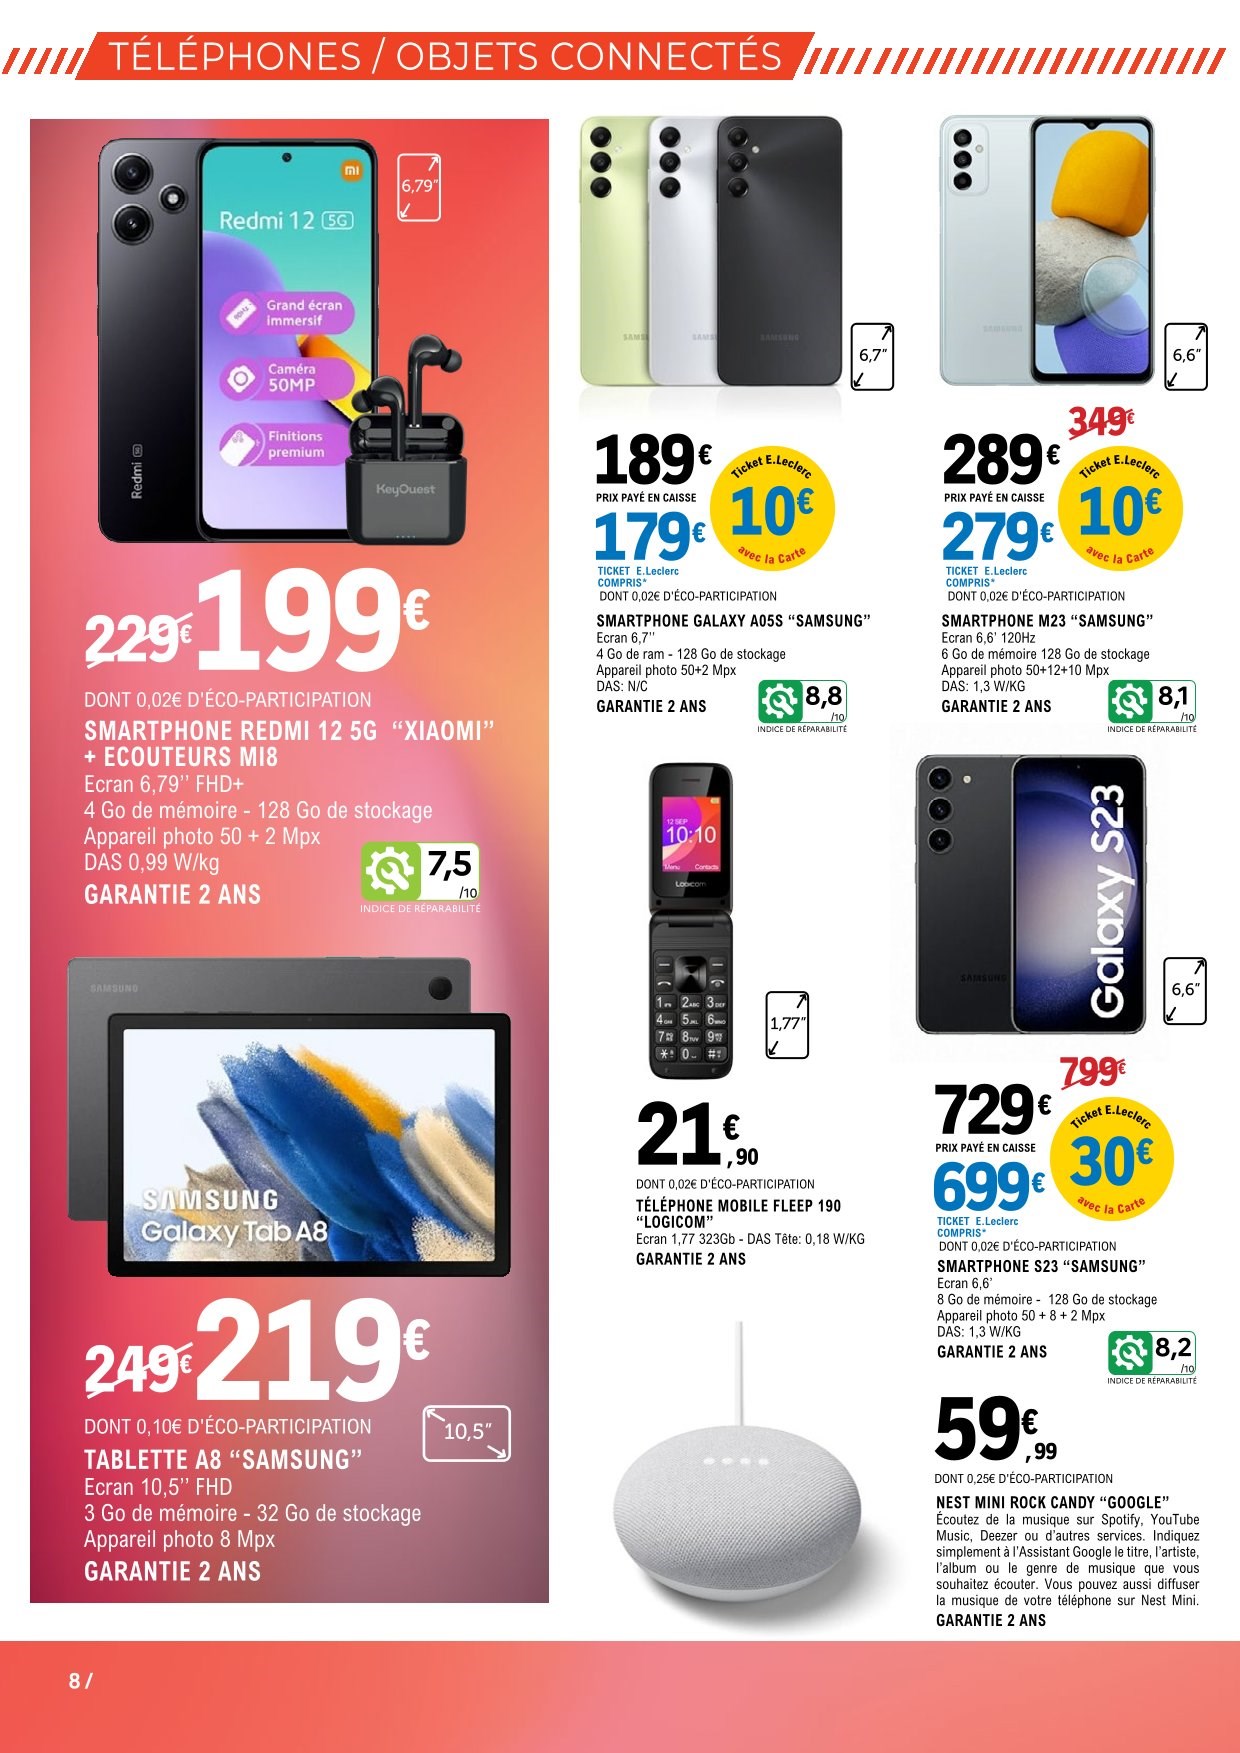 TÉLÉPHONES / OBJETS CONNECTÉS
mi
Redmi 12 5G
Grand écran
immersif
Caméra
50MP
Finitions
premium
Redmi 5G
KeyQuest
6,79’’
229€ 199€
DONT 0,02€ D'ÉCO-PARTICIPATION
SMARTPHONE REDMI 12 5G “XIAOMI”
+ ECOUTEURS MI8
Ecran 6,79’’ FHD+
4 Go de mémoire - 128 Go de stockage
Appareil photo 50 + 2 Mpx
DAS 0,99 W/kg
GARANTIE 2 ANS
7,5
/10
INDICE DE RÉPARABILITÉ
SAMSUNG
SAMSUNG
Galaxy Tab A8
249€ 219€
DONT 0,10€ D'ÉCO-PARTICIPATION
10,5’’
TABLETTE A8 “SAMSUNG”
Ecran 10,5’’ FHD
3 Go de mémoire - 32 Go de stockage
Appareil photo 8 Mpx
GARANTIE 2 ANS
SAMSUNG
6,7’’
189€
PRIX PAYÉ EN CAISSE
179€
TICKET E.Leclerc
COMPRIS*
Ticket E.Leclerc
10€
avec la Carte
DONT 0,02€ D'ÉCO-PARTICIPATION
SMARTPHONE GALAXY A05S “SAMSUNG”
Ecran 6,7’’
4 Go de ram - 128 Go de stockage
Appareil photo 50+2 Mpx
DAS: N/C
GARANTIE 2 ANS
8,8
/10
INDICE DE RÉPARABILITÉ
SAMSUNG
6,6’’
349€
289€
PRIX PAYÉ EN CAISSE
279€
TICKET E.Leclerc
COMPRIS*
Ticket E.Leclerc
10€
avec la Carte
DONT 0,02€ D'ÉCO-PARTICIPATION
SMARTPHONE M23 “SAMSUNG”
Ecran 6,6’ 120Hz
6 Go de mémoire 128 Go de stockage
Appareil photo 50+12+10 Mpx
DAS: 1,3 W/KG
GARANTIE 2 ANS
8,1
/10
INDICE DE RÉPARABILITÉ
12 SEP
10:10
Menu Contacts
Logicom
1,77’’
21€,90
DONT 0,02€ D'ÉCO-PARTICIPATION
TÉLÉPHONE MOBILE FLEEP 190
“LOGICOM”
Ecran 1,77 323Gb - DAS Tête: 0,18 W/KG
GARANTIE 2 ANS
SAMSUNG
Galaxy S23
6,6’’
799€
729€
PRIX PAYÉ EN CAISSE
699€
TICKET E.Leclerc
COMPRIS*
Ticket E.Leclerc
30€
avec la Carte
DONT 0,02€ D'ÉCO-PARTICIPATION
SMARTPHONE S23 “SAMSUNG”
Ecran 6,6’
8 Go de mémoire - 128 Go de stockage
Appareil photo 50 + 8 + 2 Mpx
DAS: 1,3 W/KG
GARANTIE 2 ANS
8,2
/10
INDICE DE RÉPARABILITÉ
59€,99
DONT 0,25€ D'ÉCO-PARTICIPATION
NEST MINI ROCK CANDY “GOOGLE”
Écoutez de la musique sur Spotify, YouTube
Music, Deezer ou d’autres services. Indiquez
simplement à l’Assistant Google le titre, l’artiste,
l’album ou le genre de musique que vous
souhaitez écouter. Vous pouvez aussi diffuser
la musique de votre téléphone sur Nest Mini.
GARANTIE 2 ANS
8 /